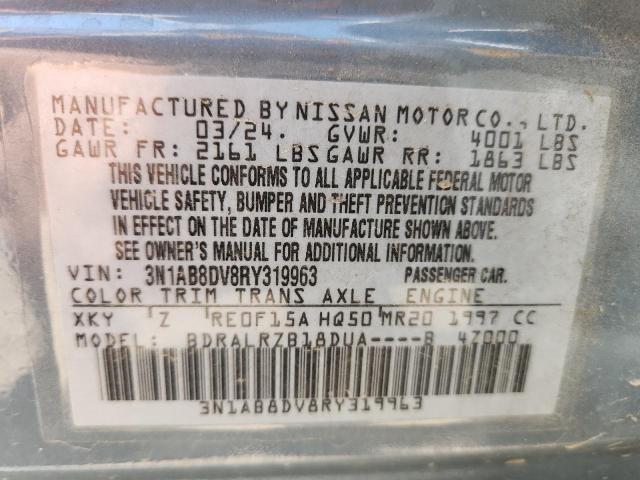 MANUFACTURED BY NISSAN MOTOR CO., LTD.
DATE: 03/24. GVWR: 4001 LBS
GAWR FR: 2161 LBS GAWR RR: 1863 LBS
THIS VEHICLE CONFORMS TO ALL APPLICABLE FEDERAL MOTOR
VEHICLE SAFETY, BUMPER AND THEFT PREVENTION STANDARDS
IN EFFECT ON THE DATE OF MANUFACTURE SHOWN ABOVE.
SEE OWNER'S MANUAL FOR ADDITIONAL INFORMATION.
VIN: 3N1AB8DV8RY319963 PASSENGER CAR.
COLOR TRIM TRANS AXLE ENGINE
XKY Z RE0F15A HQ50 MR20 1997 CC
MODEL: BDRALRZB18DUA----B 47000
3N1AB8DV8RY319963